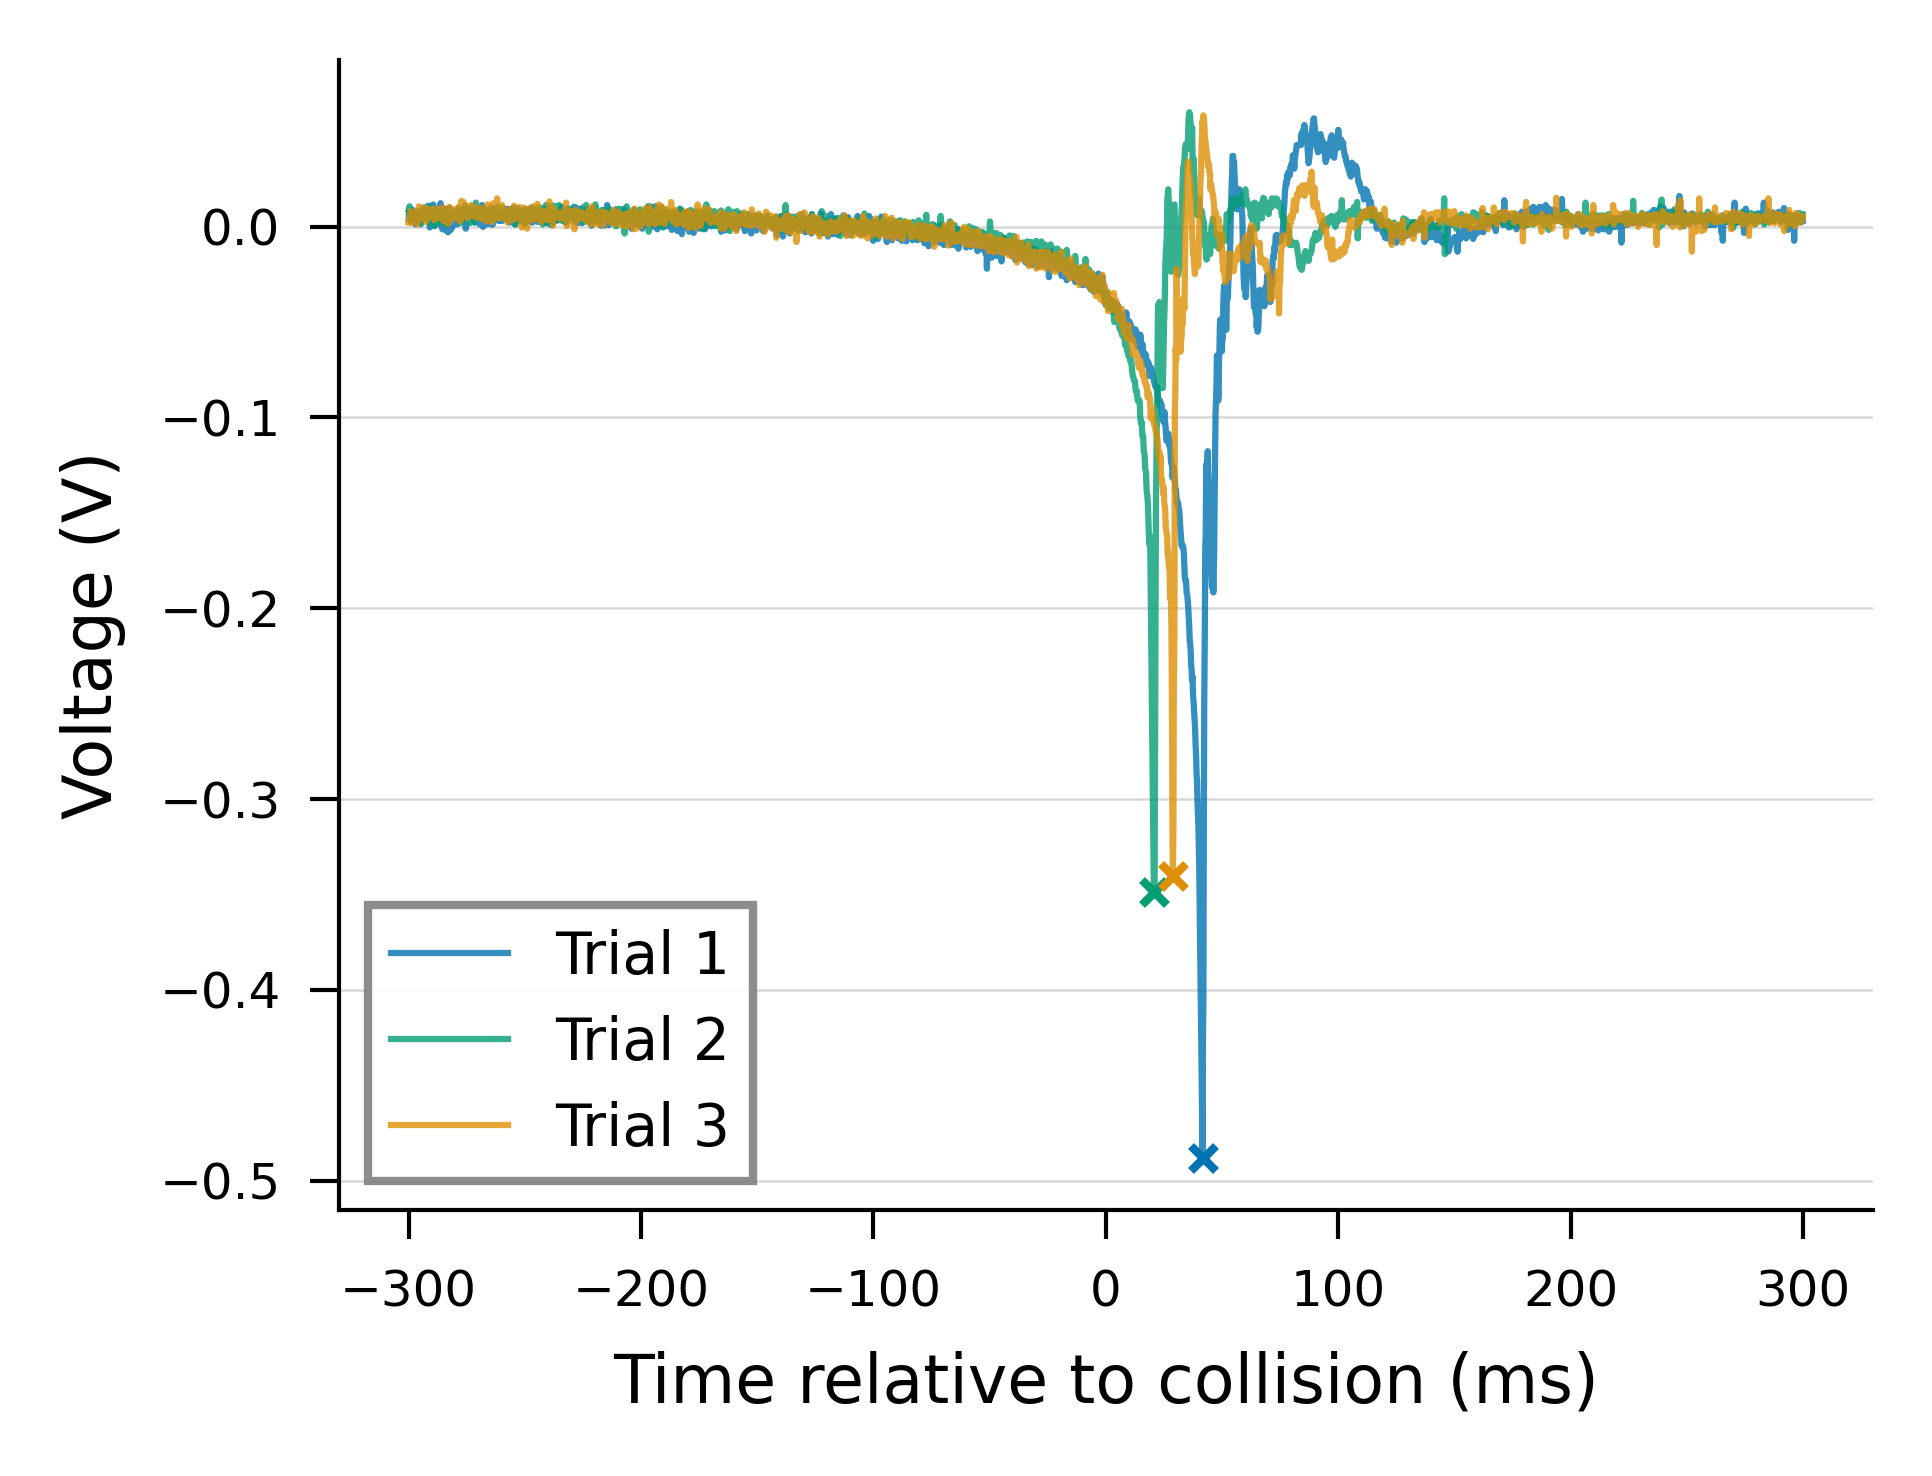 Voltage (V)
0.0
−0.1
−0.2
−0.3
−0.4
−0.5
Trial 1
Trial 2
Trial 3
−300 −200 −100 0 100 200 300
Time relative to collision (ms)